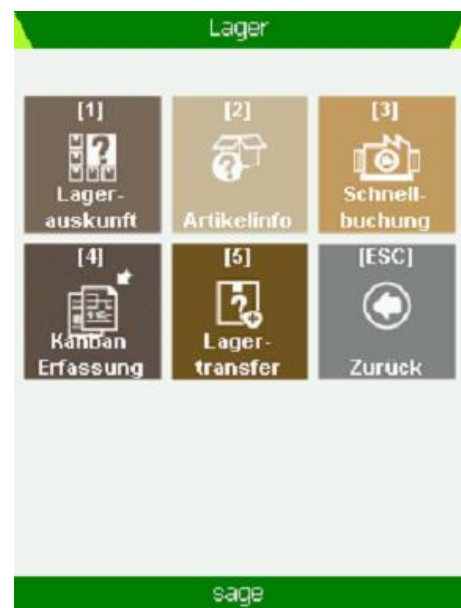 Lager
[1]
Lager-
auskunft
[2]
Artikelinfo
[3]
Schnell-
buchung
[4]
Kanban
Erfassung
[5]
Lager-
transfer
[ESC]
Zurück
sage